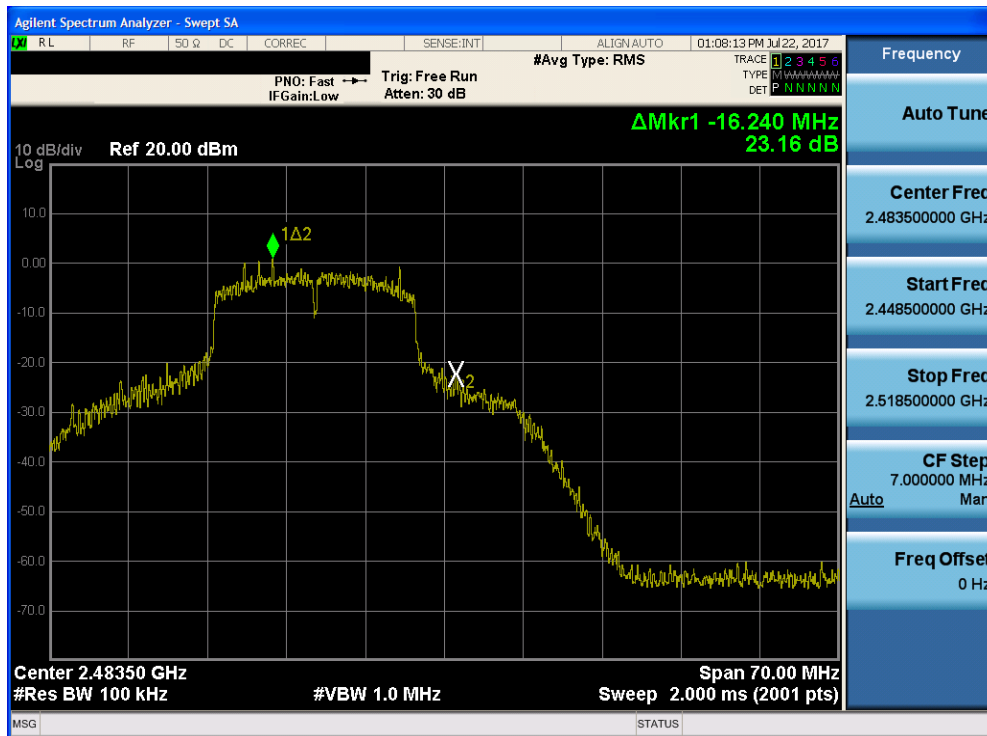 Agilent Spectrum Analyzer - Swept SA
LXI RL RF 50 Ω DC CORREC SENSE:INT ALIGN AUTO 01:08:13 PM Jul 22, 2017
PNO: Fast
IFGain:Low
Trig: Free Run
Atten: 30 dB
#Avg Type: RMS
TRACE 1 2 3 4 5 6
TYPE M WWWWW
DET P N N N N N
ΔMkr1 -16.240 MHz
23.16 dB
10 dB/div Ref 20.00 dBm
Log
10.0
0.00
-10.0
-20.0
-30.0
-40.0
-50.0
-60.0
-70.0
1Δ2
X2
Center 2.48350 GHz Span 70.00 MHz
#Res BW 100 kHz #VBW 1.0 MHz Sweep 2.000 ms (2001 pts)
MSG STATUS
Frequency
Auto Tune
Center Freq
2.483500000 GHz
Start Freq
2.448500000 GHz
Stop Freq
2.518500000 GHz
CF Step
7.000000 MHz
Auto Man
Freq Offset
0 Hz